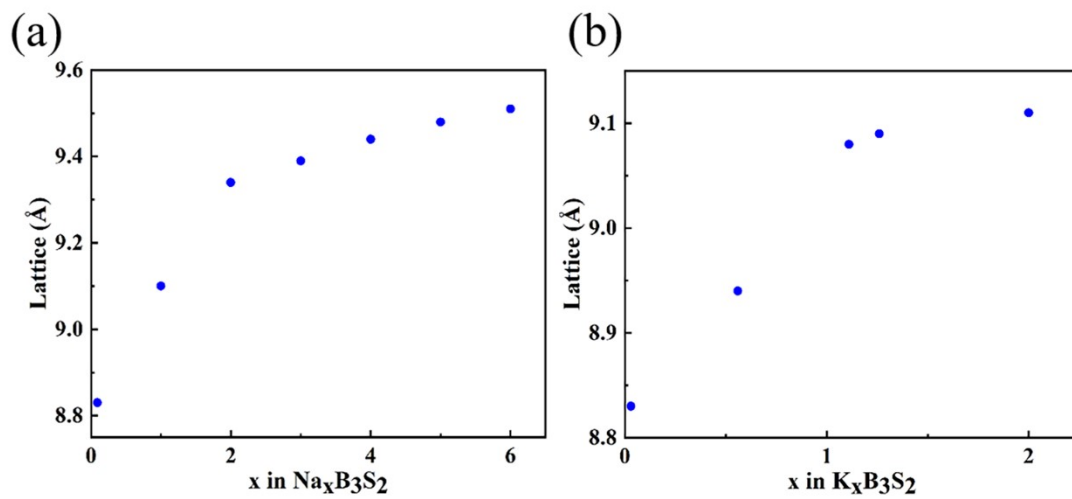 (a)
9.6
9.4
9.2
9.0
8.8
Lattice (Å)
0 2 4 6
x in NaxB3S2
(b)
9.1
9.0
8.9
8.8
Lattice (Å)
0 1 2
x in KxB3S2